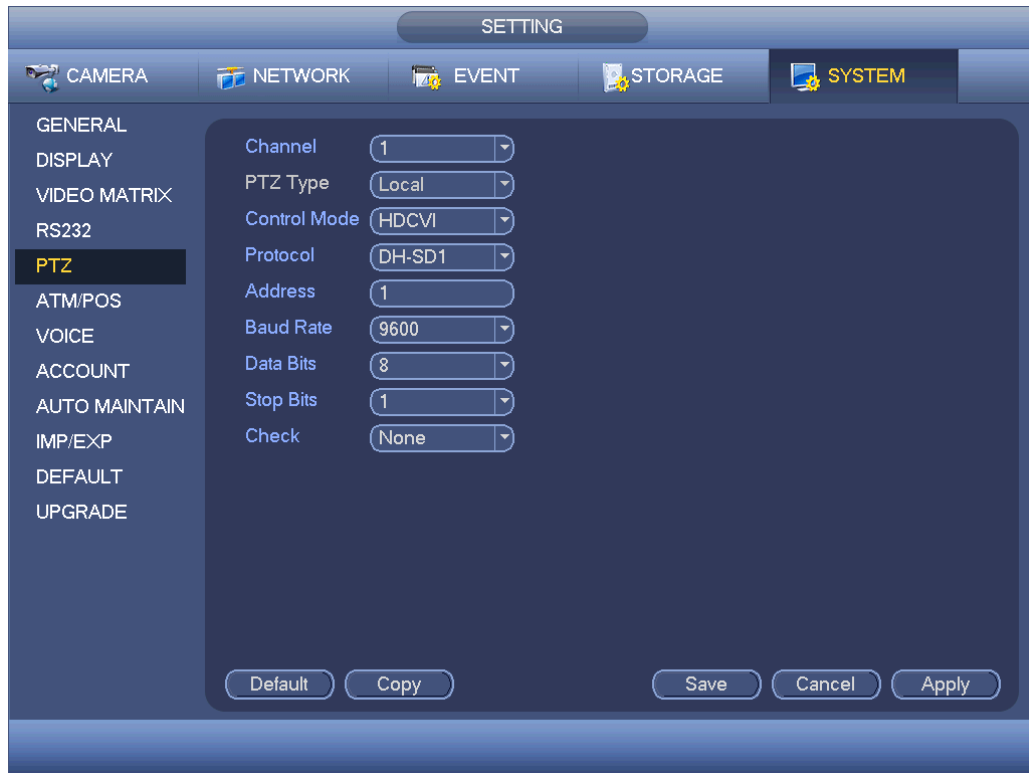 SETTING
CAMERA NETWORK EVENT STORAGE SYSTEM
GENERAL
DISPLAY
VIDEO MATRIX
RS232
PTZ
ATM/POS
VOICE
ACCOUNT
AUTO MAINTAIN
IMP/EXP
DEFAULT
UPGRADE
Channel 1
PTZ Type Local
Control Mode HDCVI
Protocol DH-SD1
Address 1
Baud Rate 9600
Data Bits 8
Stop Bits 1
Check None
Default Copy Save Cancel Apply